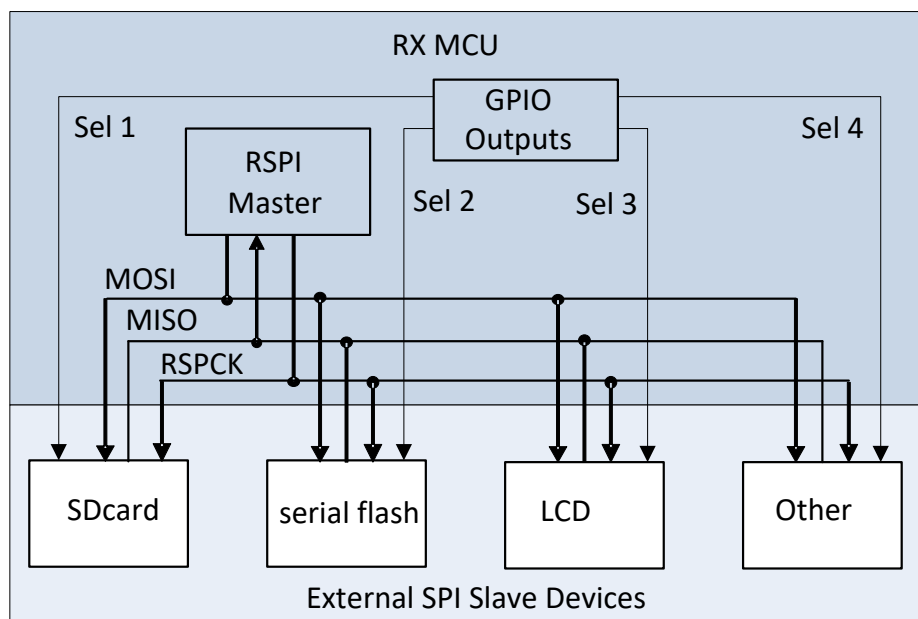 RX MCU
GPIO
Outputs
Sel 1
Sel 4
RSPI
Master
Sel 2
Sel 3
MOSI
MISO
RSPCK
SDcard
serial flash
LCD
Other
External SPI Slave Devices